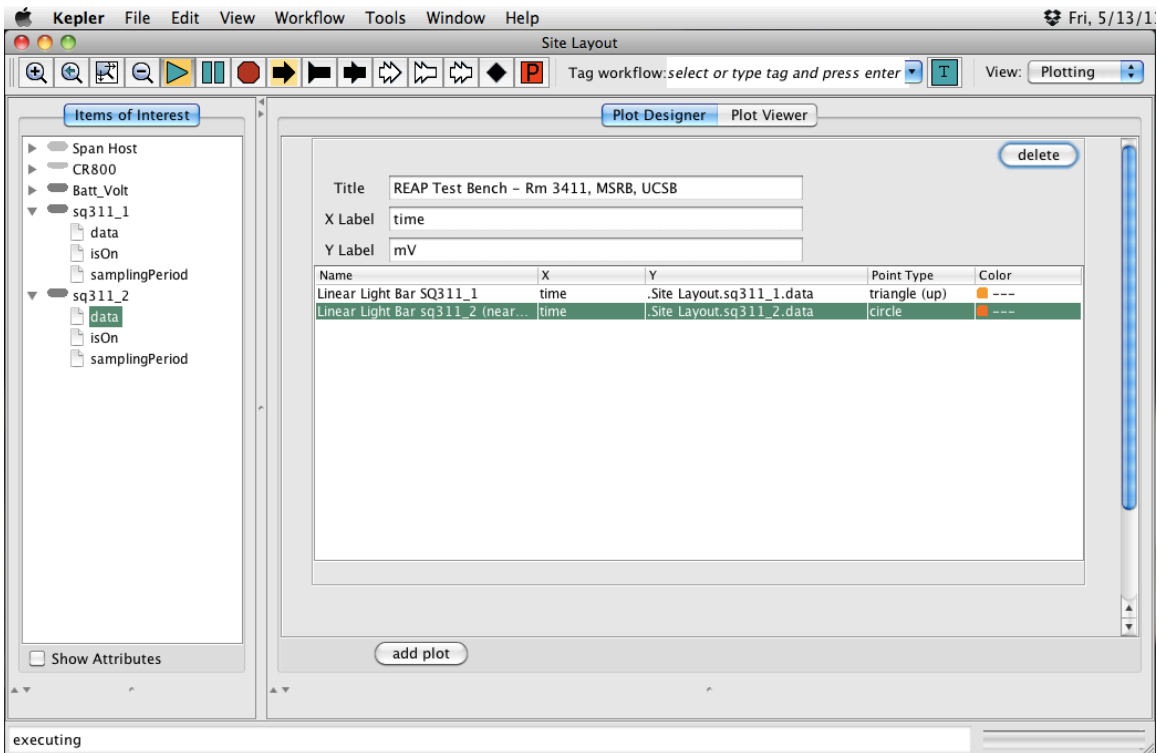 Kepler File Edit View Workflow Tools Window Help Fri, 5/13/1
Site Layout
P Tag workflow: select or type tag and press enter T View: Plotting
Items of Interest
Span Host
CR800
Batt_Volt
sq311_1
data
isOn
samplingPeriod
sq311_2
data
isOn
samplingPeriod
Show Attributes
Plot Designer Plot Viewer
delete
Title REAP Test Bench – Rm 3411, MSRB, UCSB
X Label time
Y Label mV
Name X Y Point Type Color
Linear Light Bar SQ311_1 time .Site Layout.sq311_1.data triangle (up) ---
Linear Light Bar sq311_2 (near... time .Site Layout.sq311_2.data circle ---
add plot
executing